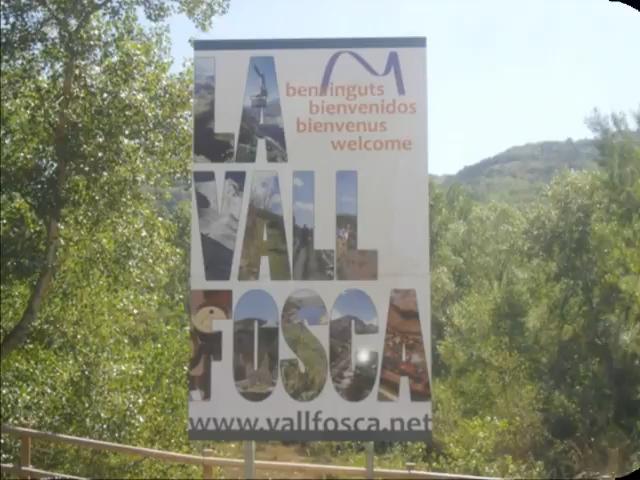 LA
benvinguts
bienvenidos
bienvenus
welcome
VALL
FOSCA
www.vallfosca.net